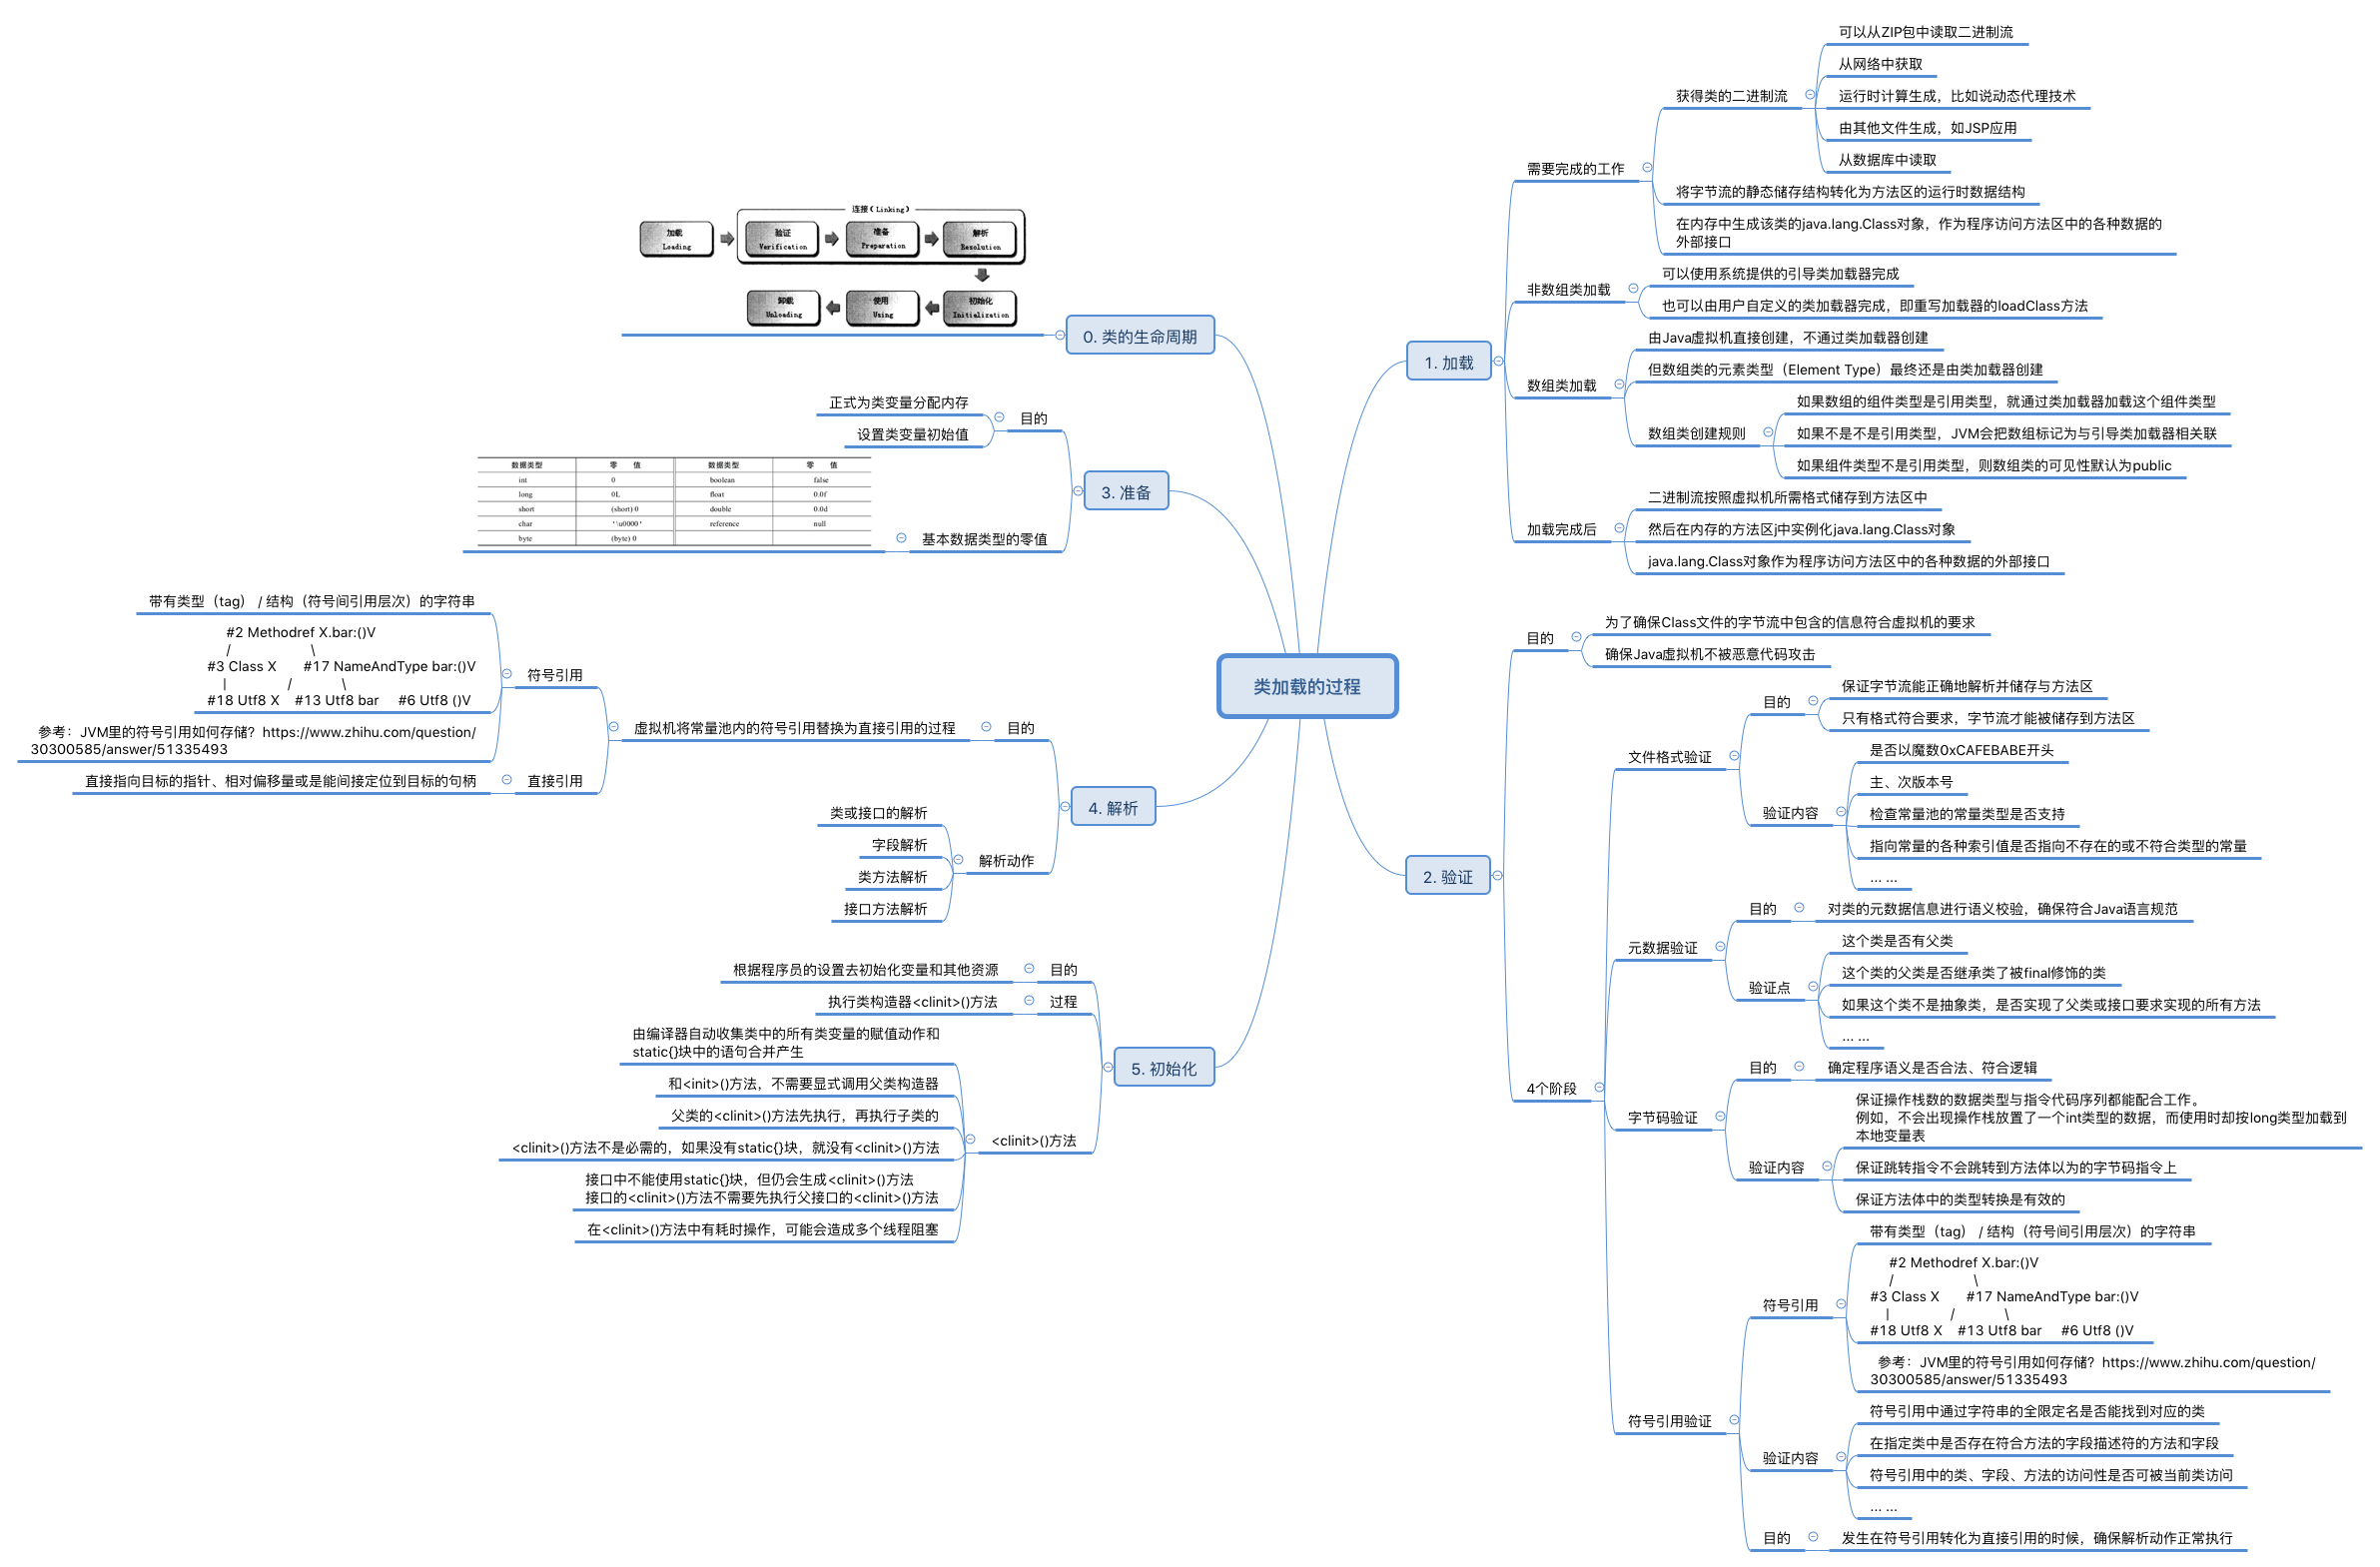 类加载的过程
0. 类的生命周期
连接(Linking)
加载
Loading
验证
Verification
准备
Preparation
解析
Resolution
初始化
Initialization
使用
Using
卸载
Unloading
1. 加载
需要完成的工作
获得类的二进制流
可以从ZIP包中读取二进制流
从网络中获取
运行时计算生成，比如说动态代理技术
由其他文件生成，如JSP应用
从数据库中读取
将字节流的静态储存结构转化为方法区的运行时数据结构
在内存中生成该类的java.lang.Class对象，作为程序访问方法区中的各种数据的
外部接口
非数组类加载
可以使用系统提供的引导类加载器完成
也可以由用户自定义的类加载器完成，即重写加载器的loadClass方法
数组类加载
由Java虚拟机直接创建，不通过类加载器创建
但数组类的元素类型（Element Type）最终还是由类加载器创建
数组类创建规则
如果数组的组件类型是引用类型，就通过类加载器加载这个组件类型
如果不是不是引用类型，JVM会把数组标记为与引导类加载器相关联
如果组件类型不是引用类型，则数组类的可见性默认为public
加载完成后
二进制流按照虚拟机所需格式储存到方法区中
然后在内存的方法区j中实例化java.lang.Class对象
java.lang.Class对象作为程序访问方法区中的各种数据的外部接口
2. 验证
目的
为了确保Class文件的字节流中包含的信息符合虚拟机的要求
确保Java虚拟机不被恶意代码攻击
4个阶段
文件格式验证
目的
保证字节流能正确地解析并储存与方法区
只有格式符合要求，字节流才能被储存到方法区
验证内容
是否以魔数0xCAFEBABE开头
主、次版本号
检查常量池的常量类型是否支持
指向常量的各种索引值是否指向不存在的或不符合类型的常量
... ...
元数据验证
目的
对类的元数据信息进行语义校验，确保符合Java语言规范
验证点
这个类是否有父类
这个类的父类是否继承类了被final修饰的类
如果这个类不是抽象类，是否实现了父类或接口要求实现的所有方法
... ...
字节码验证
目的
确定程序语义是否合法、符合逻辑
验证内容
保证操作栈数的数据类型与指令代码序列都能配合工作。
例如，不会出现操作栈放置了一个int类型的数据，而使用时却按long类型加载到
本地变量表
保证跳转指令不会跳转到方法体以为的字节码指令上
保证方法体中的类型转换是有效的
符号引用验证
符号引用
带有类型（tag） / 结构（符号间引用层次）的字符串
#2 Methodref X.bar:()V
/ \
#3 Class X #17 NameAndType bar:()V
| / \
#18 Utf8 X #13 Utf8 bar #6 Utf8 ()V
参考：JVM里的符号引用如何存储？https://www.zhihu.com/question/
30300585/answer/51335493
验证内容
符号引用中通过字符串的全限定名是否能找到对应的类
在指定类中是否存在符合方法的字段描述符的方法和字段
符号引用中的类、字段、方法的访问性是否可被当前类访问
... ...
目的
发生在符号引用转化为直接引用的时候，确保解析动作正常执行
3. 准备
目的
正式为类变量分配内存
设置类变量初始值
基本数据类型的零值
数据类型 零 值 数据类型 零 值
int 0 boolean false
long 0L float 0.0f
short (short) 0 double 0.0d
char '\u0000' reference null
byte (byte) 0
4. 解析
目的
虚拟机将常量池内的符号引用替换为直接引用的过程
符号引用
带有类型（tag） / 结构（符号间引用层次）的字符串
#2 Methodref X.bar:()V
/ \
#3 Class X #17 NameAndType bar:()V
| / \
#18 Utf8 X #13 Utf8 bar #6 Utf8 ()V
参考：JVM里的符号引用如何存储？https://www.zhihu.com/question/
30300585/answer/51335493
直接引用
直接指向目标的指针、相对偏移量或是能间接定位到目标的句柄
解析动作
类或接口的解析
字段解析
类方法解析
接口方法解析
5. 初始化
目的
根据程序员的设置去初始化变量和其他资源
过程
执行类构造器<clinit>()方法
<clinit>()方法
由编译器自动收集类中的所有类变量的赋值动作和
static{}块中的语句合并产生
和<init>()方法，不需要显式调用父类构造器
父类的<clinit>()方法先执行，再执行子类的
<clinit>()方法不是必需的，如果没有static{}块，就没有<clinit>()方法
接口中不能使用static{}块，但仍会生成<clinit>()方法
接口的<clinit>()方法不需要先执行父接口的<clinit>()方法
在<clinit>()方法中有耗时操作，可能会造成多个线程阻塞